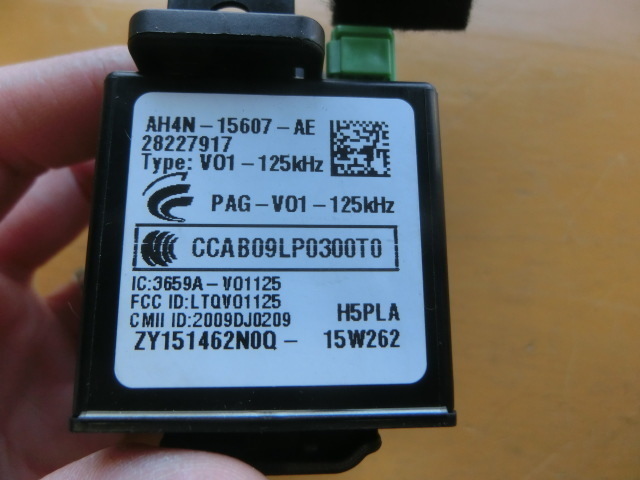 AH4N-15607-AE
28227917
Type: V01-125kHz
PAG-V01-125kHz
CCAB09LP0300T0
IC:3659A-V01125
FCC ID:LTQV01125
CMII ID:2009DJ0209
H5PLA
ZY151462N0Q - 15W262